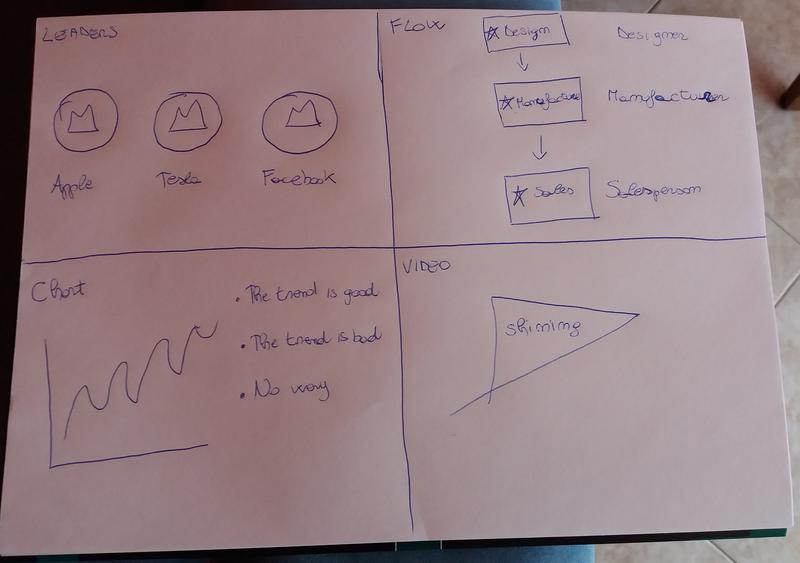 LEADERS
Apple
Tesla
Facebook
FLOW
Design
Designer
Manufacture
Manufacturer
Sales
Salesperson
Chart
. The trend is good
. The trend is bad
. No way
VIDEO
Shining